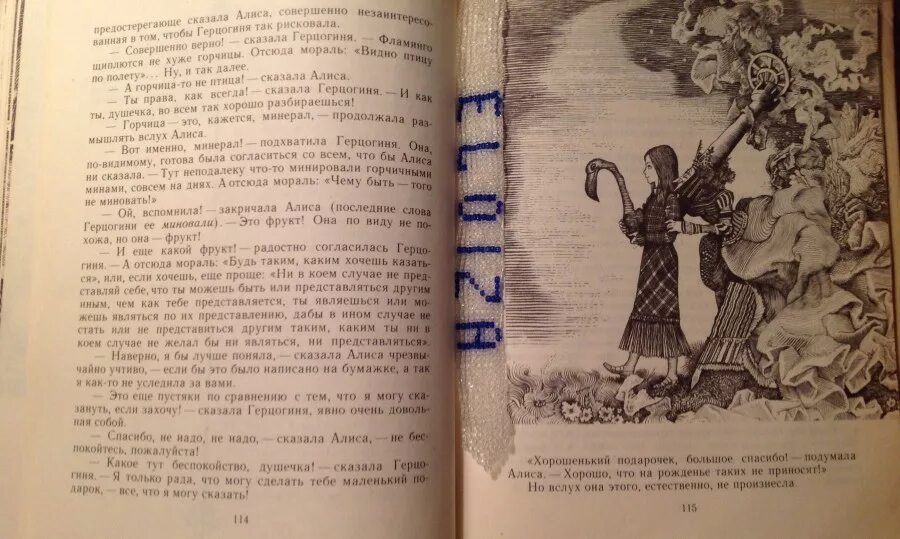 предостерегающе сказала Алиса, совершенно незаинтересо-
ванная в том, чтобы Герцогиня так рисковала.
— Совершенно верно! — сказала Герцогиня. — Фламинго
щиплются не хуже горчицы. Отсюда мораль: «Видно птицу
по полету»... Ну, и так далее.
— А горчица-то не птица! — сказала Алиса.
— Ты права, как всегда! — сказала Герцогиня. — И как
ты, душечка, во всем так хорошо разбираешься!
— Горчица — это, кажется, минерал, — продолжала раз-
мышлять вслух Алиса.
— Вот именно, минерал! — подхватила Герцогиня. Она,
по-видимому, готова была согласиться со всем, что бы Алиса
ни сказала. — Тут неподалеку что-то минировали горчичными
минами, совсем на днях. А отсюда мораль: «Чему быть — того
не миновать!»
— Ой, вспомнила! — закричала Алиса (последние слова
Герцогини ее миновали). — Это фрукт! Она по виду не по-
хожа, но она — фрукт!
— И еще какой фрукт! — радостно согласилась Герцо-
гиня. — А отсюда мораль: «Будь таким, каким хочешь казать-
ся», или, если хочешь, еще проще: «Ни в коем случае не пред-
ставляй себе, что ты можешь быть или представляться другим
иным, чем как тебе представляется, ты являешься или мо-
жешь являться по их представлению, дабы в ином случае не
стать или не представиться другим таким, каким ты ни в
коем случае не желал бы ни являться, ни представляться».
— Наверно, я бы лучше поняла, — сказала Алиса чрезвы-
чайно учтиво, — если бы это было написано на бумажке, а так
я как-то не уследила за вами.
— Это еще пустяки по сравнению с тем, что я могу ска-
зануть, если захочу! — сказала Герцогиня, явно очень доволь-
ная собой.
— Спасибо, не надо, не надо, — сказала Алиса, — не бес-
покойтесь, пожалуйста!
— Какое тут беспокойство, душечка! — сказала Герцо-
гиня. — Я только рада, что могу сделать тебе маленький по-
дарок, — все, что я могу сказать!
114
ELQIZA
«Хорошенький подарочек, большое спасибо! — подумала
Алиса. — Хорошо, что на рожденье таких не приносят!»
Но вслух она этого, естественно, не произнесла.
115